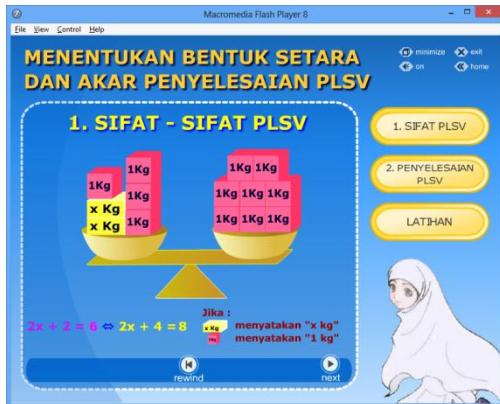 Macromedia Flash Player 8
File View Control Help
MENENTUKAN BENTUK SETARA
DAN AKAR PENYELESAIAN PLSV
minimize exit
on home
1. SIFAT - SIFAT PLSV
1Kg
1Kg
1Kg
1Kg
x Kg
x Kg
1Kg 1Kg
1Kg 1Kg 1Kg
1Kg 1Kg 1Kg
2x + 2 = 6 ⇔ 2x + 4 = 8
Jika :
x Kg menyatakan "x kg"
1Kg menyatakan "1 kg"
rewind
next
1. SIFAT PLSV
2. PENYELESAIAN
PLSV
LATIHAN